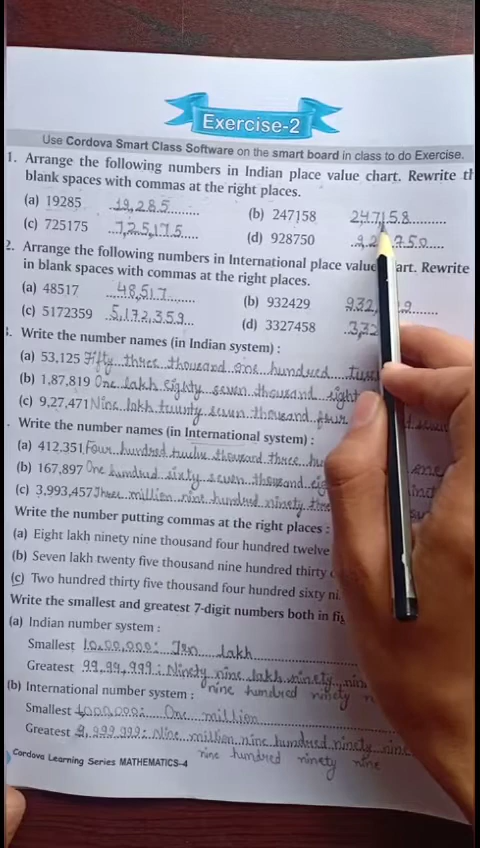 Exercise-2
Use Cordova Smart Class Software on the smart board in class to do Exercise.
1. Arrange the following numbers in Indian place value chart. Rewrite th
blank spaces with commas at the right places.
(a) 19285 19,285 (b) 247158 247158
(c) 725175 7,25,175 (d) 928750
2. Arrange the following numbers in International place value art. Rewrite
in blank spaces with commas at the right places.
(a) 48517 48,517 (b) 932429 932,
(c) 5172359 5,172,359 (d) 3327458 3,32
3. Write the number names (in Indian system) :
(a) 53,125 Fifty three thousand one hundred
(b) 1,87,819 One lakh eighty seven thousand eight
(c) 9,27,471 Nine lakh twenty seven thousand four
. Write the number names (in International system) :
(a) 412,351 Four hundred twelve thousand three hu
(b) 167,897 One hundred sixty seven thousand eig
(c) 3,993,457 Three million nine hundred ninety thre
Write the number putting commas at the right places :
(a) Eight lakh ninety nine thousand four hundred twelve
(b) Seven lakh twenty five thousand nine hundred thirty
(c) Two hundred thirty five thousand four hundred sixty ni
Write the smallest and greatest 7-digit numbers both in fig
(a) Indian number system :
Smallest 10,00,000: Ten lakh
Greatest 99,99,999: Ninety nine lakh ninety nine
nine hundred ninety n
(b) International number system :
Smallest 1,000,000: One million
Greatest 9,999,999: Nine million nine hundred ninety nine
nine hundred ninety nine
Cordova Learning Series MATHEMATICS-4